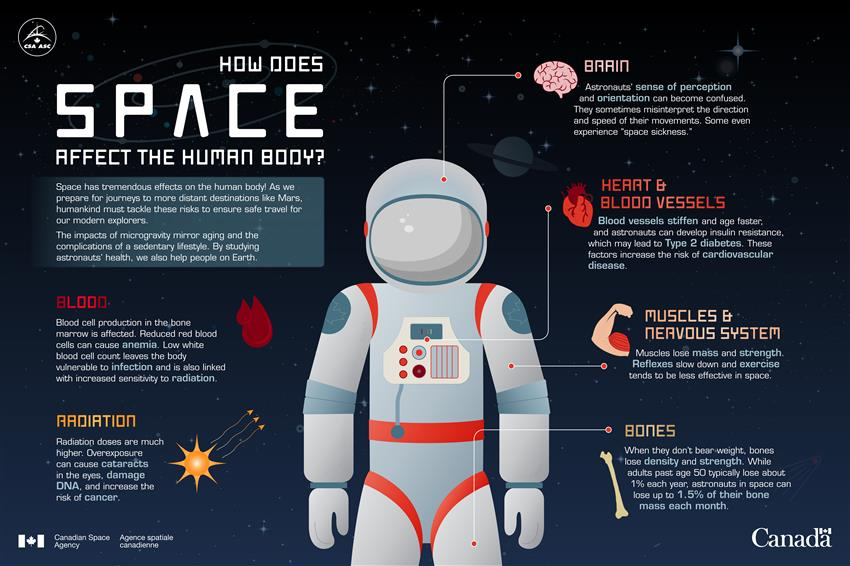 CSA ASC
HOW DOES
SPACE
AFFECT THE HUMAN BODY?
Space has tremendous effects on the human body! As we
prepare for journeys to more distant destinations like Mars,
humankind must tackle these risks to ensure safe travel for
our modern explorers.
The impacts of microgravity mirror aging and the
complications of a sedentary lifestyle. By studying
astronauts' health, we also help people on Earth.
BLOOD
Blood cell production in the bone
marrow is affected. Reduced red blood
cells can cause anemia. Low white
blood cell count leaves the body
vulnerable to infection and is also linked
with increased sensitivity to radiation.
RADIATION
Radiation doses are much
higher. Overexposure
can cause cataracts
in the eyes, damage
DNA, and increase the
risk of cancer.
BRAIN
Astronauts' sense of perception
and orientation can become confused.
They sometimes misinterpret the direction
and speed of their movements. Some even
experience "space sickness."
HEART &
BLOOD VESSELS
Blood vessels stiffen and age faster,
and astronauts can develop insulin resistance,
which may lead to Type 2 diabetes. These
factors increase the risk of cardiovascular
disease.
MUSCLES &
NERVOUS SYSTEM
Muscles lose mass and strength.
Reflexes slow down and exercise
tends to be less effective in space.
BONES
When they don't bear weight, bones
lose density and strength. While
adults past age 50 typically lose about
1% each year, astronauts in space can
lose up to 1.5% of their bone
mass each month.
Canadian Space
Agency
Agence spatiale
canadienne
Canada